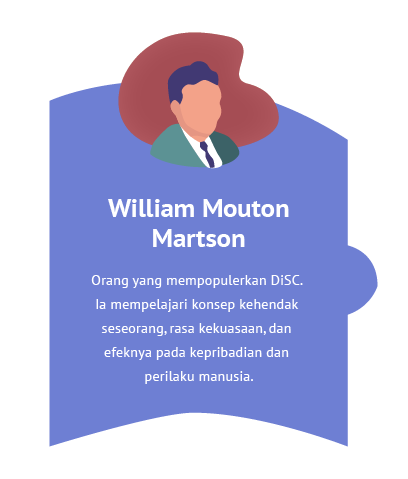 William Mouton
Martson
Orang yang mempopulerkan DiSC.
Ia mempelajari konsep kehendak
seseorang, rasa kekuasaan, dan
efeknya pada kepribadian dan
perilaku manusia.